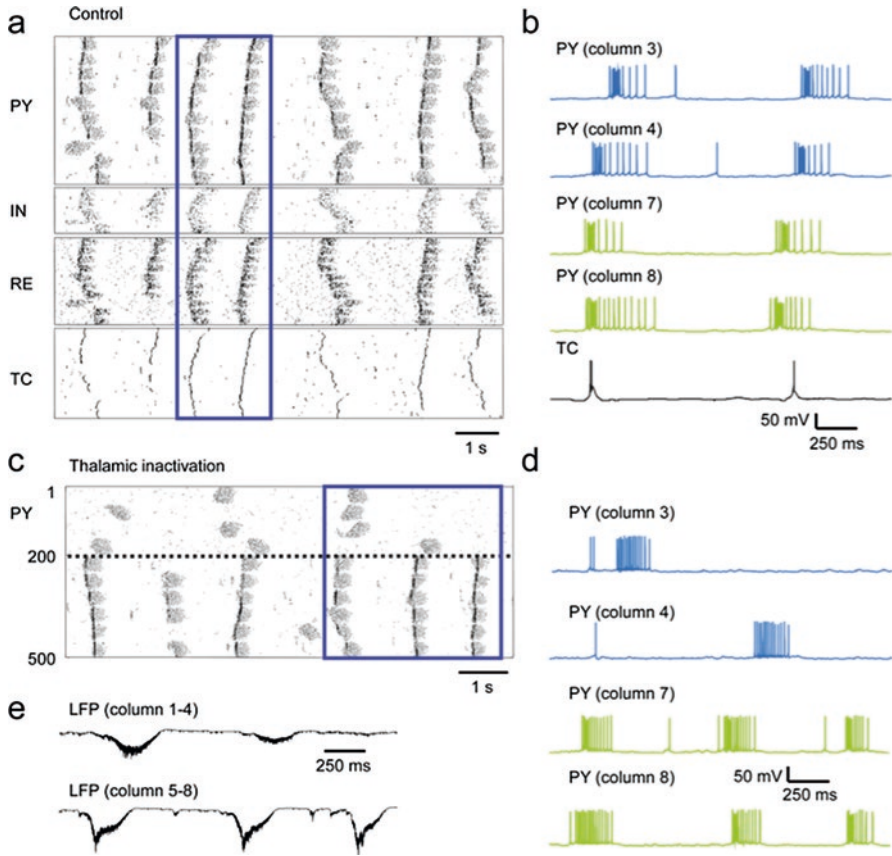 a
Control
PY
IN
RE
TC
1 s
b
PY (column 3)
PY (column 4)
PY (column 7)
PY (column 8)
TC
50 mV
250 ms
c
Thalamic inactivation
1
PY
200
500
1 s
d
PY (column 3)
PY (column 4)
PY (column 7)
PY (column 8)
50 mV
250 ms
e
LFP (column 1-4)
250 ms
LFP (column 5-8)